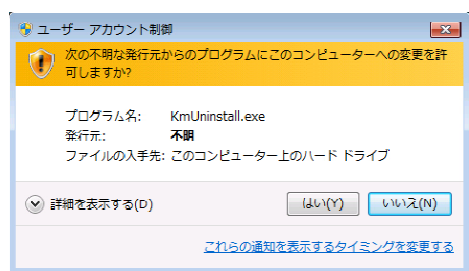 ユーザー アカウント制御
次の不明な発行元からのプログラムにこのコンピューターへの変更を許
可しますか?
プログラム名: KmUninstall.exe
発行元: 不明
ファイルの入手先: このコンピューター上のハード ドライブ
詳細を表示する(D) はい(Y) いいえ(N)
これらの通知を表示するタイミングを変更する